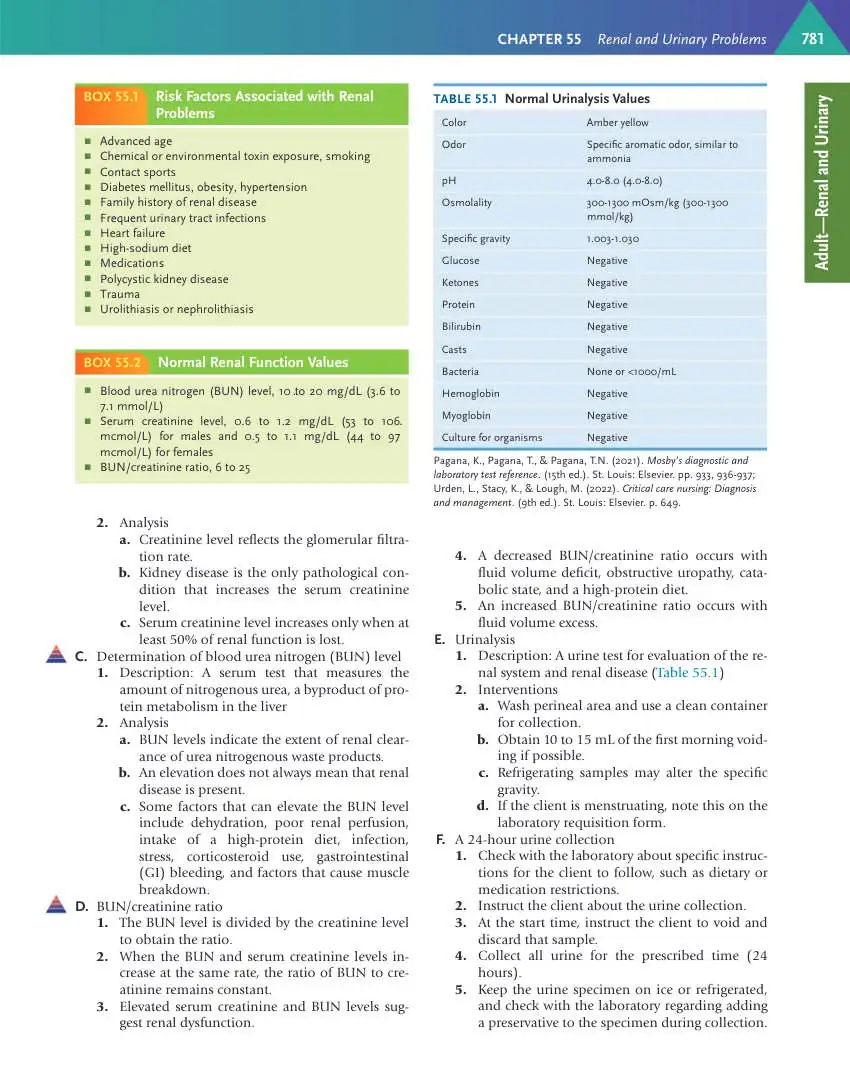 CHAPTER 55 Renal and Urinary Problems 781
BOX 55.1 Risk Factors Associated with Renal
Problems
■ Advanced age
■ Chemical or environmental toxin exposure, smoking
■ Contact sports
■ Diabetes mellitus, obesity, hypertension
■ Family history of renal disease
■ Frequent urinary tract infections
■ Heart failure
■ High-sodium diet
■ Medications
■ Polycystic kidney disease
■ Trauma
■ Urolithiasis or nephrolithiasis
BOX 55.2 Normal Renal Function Values
■ Blood urea nitrogen (BUN) level, 10 .to 20 mg/dL (3.6 to
7.1 mmol/L)
■ Serum creatinine level, 0.6 to 1.2 mg/dL (53 to 106.
mcmol/L) for males and 0.5 to 1.1 mg/dL (44 to 97
mcmol/L) for females
■ BUN/creatinine ratio, 6 to 25
2. Analysis
a. Creatinine level reflects the glomerular filtra-
tion rate.
b. Kidney disease is the only pathological con-
dition that increases the serum creatinine
level.
c. Serum creatinine level increases only when at
least 50% of renal function is lost.
C. Determination of blood urea nitrogen (BUN) level
1. Description: A serum test that measures the
amount of nitrogenous urea, a byproduct of pro-
tein metabolism in the liver
2. Analysis
a. BUN levels indicate the extent of renal clear-
ance of urea nitrogenous waste products.
b. An elevation does not always mean that renal
disease is present.
c. Some factors that can elevate the BUN level
include dehydration, poor renal perfusion,
intake of a high-protein diet, infection,
stress, corticosteroid use, gastrointestinal
(GI) bleeding, and factors that cause muscle
breakdown.
D. BUN/creatinine ratio
1. The BUN level is divided by the creatinine level
to obtain the ratio.
2. When the BUN and serum creatinine levels in-
crease at the same rate, the ratio of BUN to cre-
atinine remains constant.
3. Elevated serum creatinine and BUN levels sug-
gest renal dysfunction.
TABLE 55.1 Normal Urinalysis Values
Color Amber yellow
Odor Specific aromatic odor, similar to
ammonia
pH 4.0-8.0 (4.0-8.0)
Osmolality 300-1300 mOsm/kg (300-1300
mmol/kg)
Specific gravity 1.003-1.030
Glucose Negative
Ketones Negative
Protein Negative
Bilirubin Negative
Casts Negative
Bacteria None or <1000/mL
Hemoglobin Negative
Myoglobin Negative
Culture for organisms Negative
Pagana, K., Pagana, T., & Pagana, T.N. (2021). Mosby's diagnostic and
laboratory test reference. (15th ed.). St. Louis: Elsevier. pp. 933, 936-937;
Urden, L., Stacy, K., & Lough, M. (2022). Critical care nursing: Diagnosis
and management. (9th ed.). St. Louis: Elsevier. p. 649.
4. A decreased BUN/creatinine ratio occurs with
fluid volume deficit, obstructive uropathy, cata-
bolic state, and a high-protein diet.
5. An increased BUN/creatinine ratio occurs with
fluid volume excess.
E. Urinalysis
1. Description: A urine test for evaluation of the re-
nal system and renal disease (Table 55.1)
2. Interventions
a. Wash perineal area and use a clean container
for collection.
b. Obtain 10 to 15 mL of the first morning void-
ing if possible.
c. Refrigerating samples may alter the specific
gravity.
d. If the client is menstruating, note this on the
laboratory requisition form.
F. A 24-hour urine collection
1. Check with the laboratory about specific instruc-
tions for the client to follow, such as dietary or
medication restrictions.
2. Instruct the client about the urine collection.
3. At the start time, instruct the client to void and
discard that sample.
4. Collect all urine for the prescribed time (24
hours).
5. Keep the urine specimen on ice or refrigerated,
and check with the laboratory regarding adding
a preservative to the specimen during collection.
Adult—Renal and Urinary